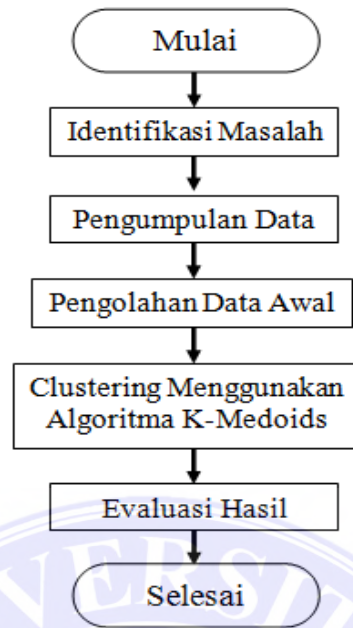 Mulai
Identifikasi Masalah
Pengumpulan Data
Pengolahan Data Awal
Clustering Menggunakan
Algoritma K-Medoids
Evaluasi Hasil
Selesai